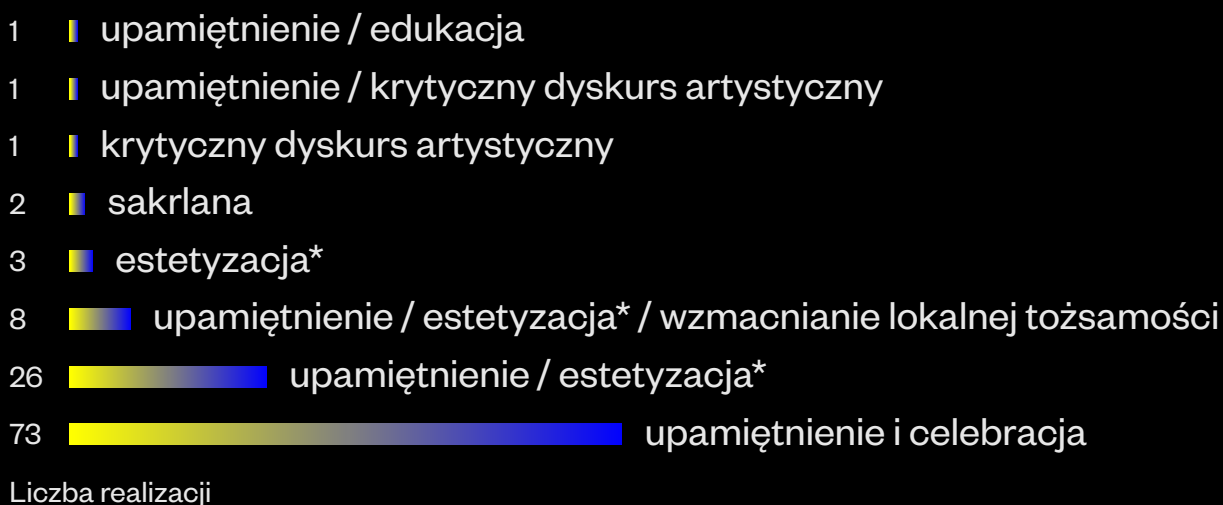 1 upamiętnienie / edukacja
1 upamiętnienie / krytyczny dyskurs artystyczny
1 krytyczny dyskurs artystyczny
2 sakrlana
3 estetyzacja*
8 upamiętnienie / estetyzacja* / wzmacnianie lokalnej tożsamości
26 upamiętnienie / estetyzacja*
73 upamiętnienie i celebracja
Liczba realizacji